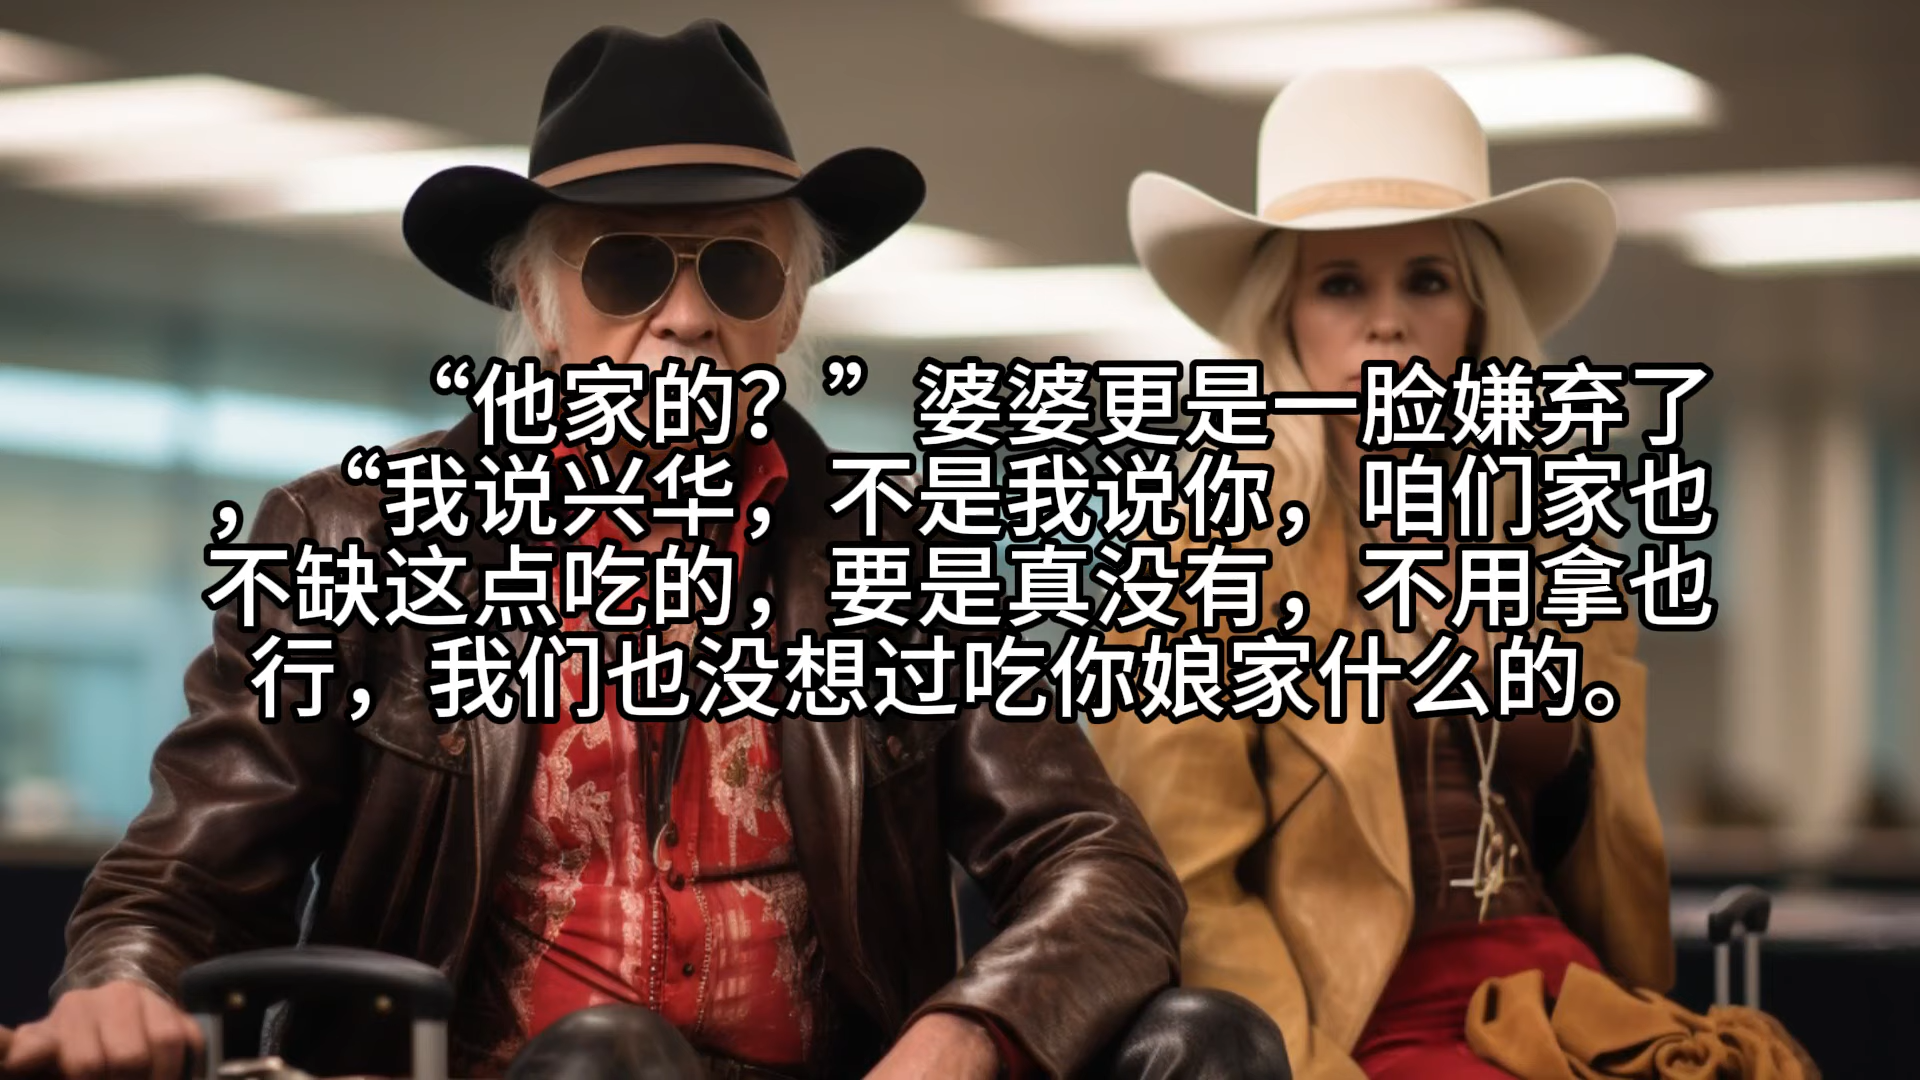 “他家的？”婆婆更是一脸嫌弃了
，“我说兴华，不是我说你，咱们家也
不缺这点吃的，要是真没有，不用拿也
行，我们也没想过吃你娘家什么的。